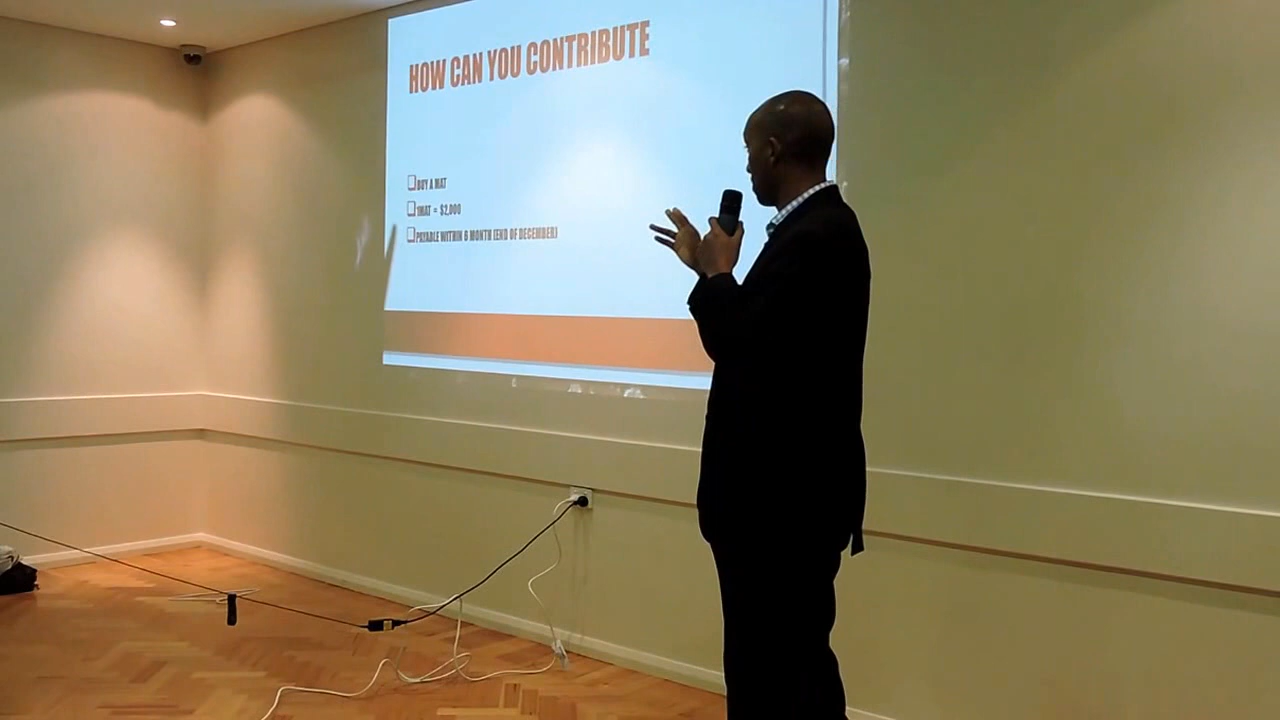 HOW CAN YOU CONTRIBUTE
BUY A MAT
1MAT = $2,000
PAYABLE WITHIN 6 MONTH (END OF DECEMBER)